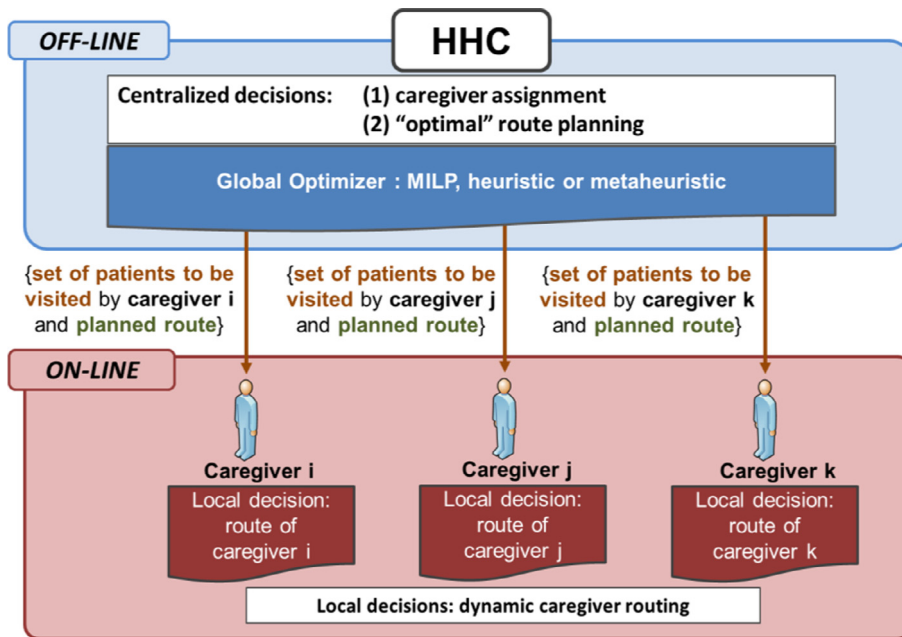 OFF-LINE
HHC
Centralized decisions: (1) caregiver assignment
(2) “optimal” route planning
Global Optimizer : MILP, heuristic or metaheuristic
{set of patients to be
visited by caregiver i
and planned route}
{set of patients to be
visited by caregiver j
and planned route}
{set of patients to be
visited by caregiver k
and planned route}
ON-LINE
Caregiver i
Local decision:
route of
caregiver i
Caregiver j
Local decision:
route of
caregiver j
Caregiver k
Local decision:
route of
caregiver k
Local decisions: dynamic caregiver routing